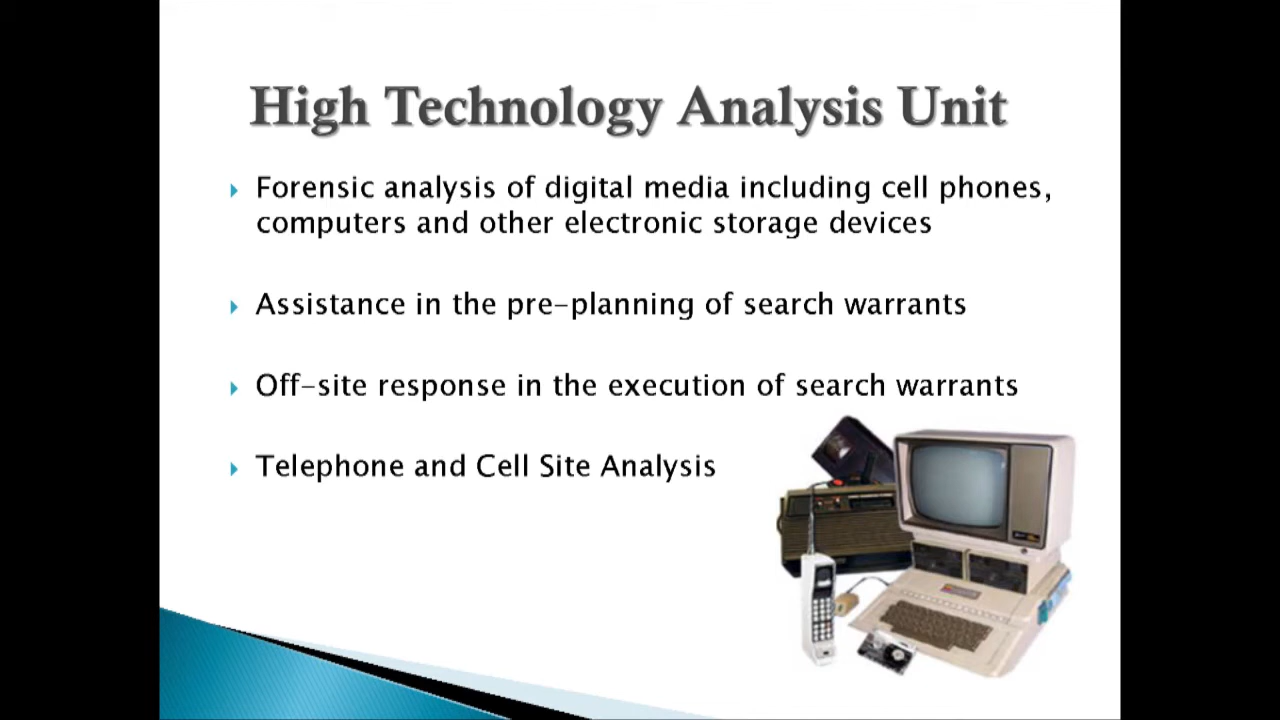 High Technology Analysis Unit
Forensic analysis of digital media including cell phones,
computers and other electronic storage devices
Assistance in the pre-planning of search warrants
Off-site response in the execution of search warrants
Telephone and Cell Site Analysis